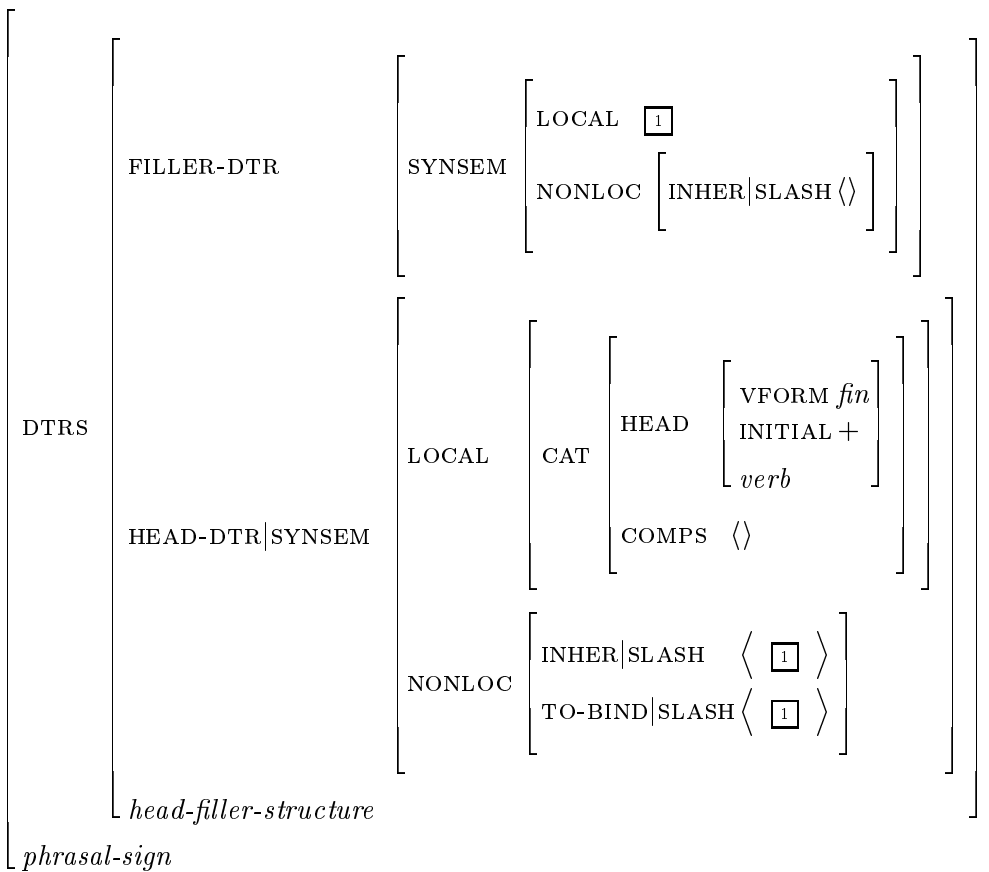 LOCAL 1
FILLER-DTR SYNSEM
NONLOC INHER|SLASH ⟨⟩
VFORM fin
HEAD INITIAL +
DTRS LOCAL CAT
verb
HEAD-DTR|SYNSEM COMPS ⟨⟩
INHER|SLASH ⟨ 1 ⟩
NONLOC
TO-BIND|SLASH ⟨ 1 ⟩
head-filler-structure
phrasal-sign